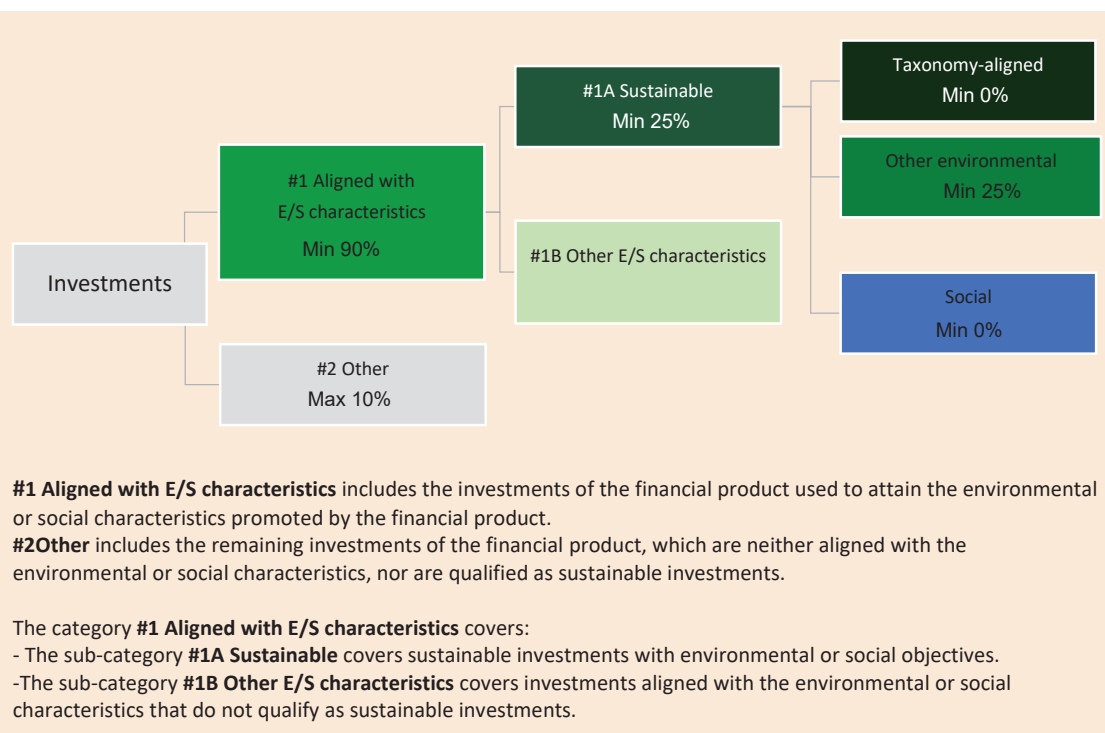 Investments
#1 Aligned with
E/S characteristics
Min 90%
#2 Other
Max 10%
#1A Sustainable
Min 25%
#1B Other E/S characteristics
Taxonomy-aligned
Min 0%
Other environmental
Min 25%
Social
Min 0%
#1 Aligned with E/S characteristics includes the investments of the financial product used to attain the environmental
or social characteristics promoted by the financial product.
#2Other includes the remaining investments of the financial product, which are neither aligned with the
environmental or social characteristics, nor are qualified as sustainable investments.
The category #1 Aligned with E/S characteristics covers:
- The sub-category #1A Sustainable covers sustainable investments with environmental or social objectives.
-The sub-category #1B Other E/S characteristics covers investments aligned with the environmental or social
characteristics that do not qualify as sustainable investments.